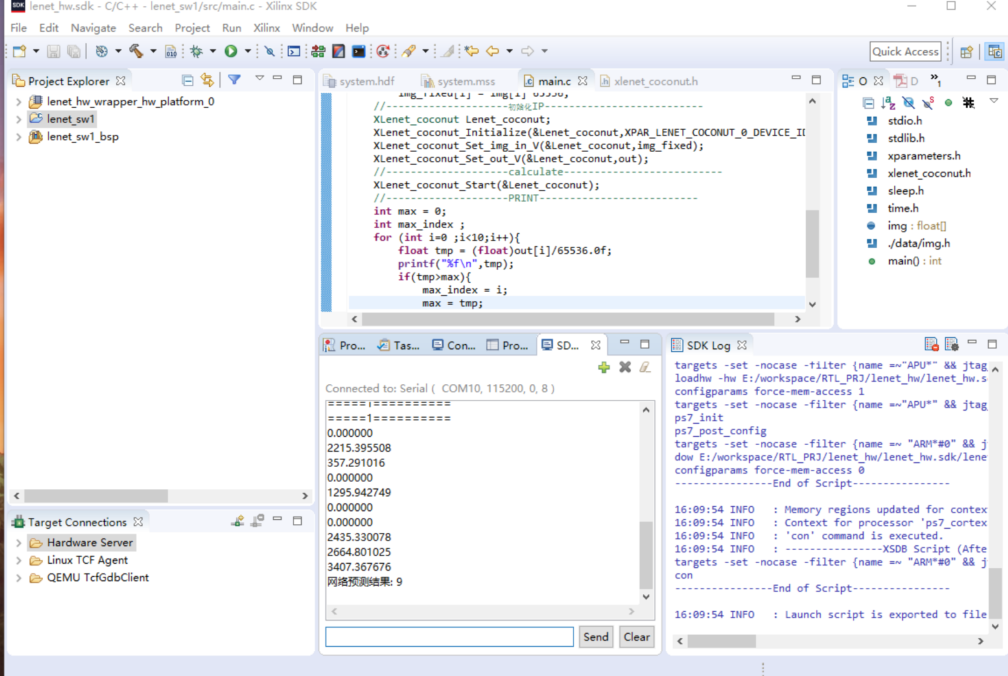 lenet_hw.sdk - C/C++ - lenet_sw1/src/main.c - Xilinx SDK
File Edit Navigate Search Project Run Xilinx Window Help
Quick Access
Project Explorer
lenet_hw_wrapper_hw_platform_0
lenet_sw1
lenet_sw1_bsp
system.hdf system.mss main.c xlenet_coconut.h
img_fixed[i] = img[i]*65536;
//--------------------初始化IP--------------------------
XLenet_coconut Lenet_coconut;
XLenet_coconut_Initialize(&Lenet_coconut,XPAR_LENET_COCONUT_0_DEVICE_ID
XLenet_coconut_Set_img_in_V(&Lenet_coconut,img_fixed);
XLenet_coconut_Set_out_V(&Lenet_coconut,out);
//--------------------calculate--------------------------
XLenet_coconut_Start(&Lenet_coconut);
//--------------------PRINT--------------------------
int max = 0;
int max_index ;
for (int i=0 ;i<10;i++){
float tmp = (float)out[i]/65536.0f;
printf("%f\n",tmp);
if(tmp>max){
max_index = i;
max = tmp;
O D »1
stdio.h
stdlib.h
xparameters.h
xlenet_coconut.h
sleep.h
time.h
img : float[]
./data/img.h
main() : int
Target Connections
Hardware Server
Linux TCF Agent
QEMU TcfGdbClient
Pro... Tas... Con... Pro... SD...
Connected to: Serial ( COM10, 115200, 0, 8 )
=====1==========
0.000000
2215.395508
357.291016
0.000000
1295.942749
0.000000
0.000000
2435.330078
2664.801025
3407.367676
网络预测结果: 9
Send Clear
SDK Log
targets -set -nocase -filter {name =~"APU*" && jtag
loadhw -hw E:/workspace/RTL_PRJ/lenet_hw/lenet_hw.s
configparams force-mem-access 1
targets -set -nocase -filter {name =~"APU*" && jtag
ps7_init
ps7_post_config
targets -set -nocase -filter {name =~ "ARM*#0" && j
dow E:/workspace/RTL_PRJ/lenet_hw/lenet_hw.sdk/lene
configparams force-mem-access 0
----------------End of Script----------------
16:09:54 INFO : Memory regions updated for contex
16:09:54 INFO : Context for processor 'ps7_cortex
16:09:54 INFO : 'con' command is executed.
16:09:54 INFO : ----------------XSDB Script (Afte
targets -set -nocase -filter {name =~ "ARM*#0" && j
con
----------------End of Script----------------
16:09:54 INFO : Launch script is exported to file